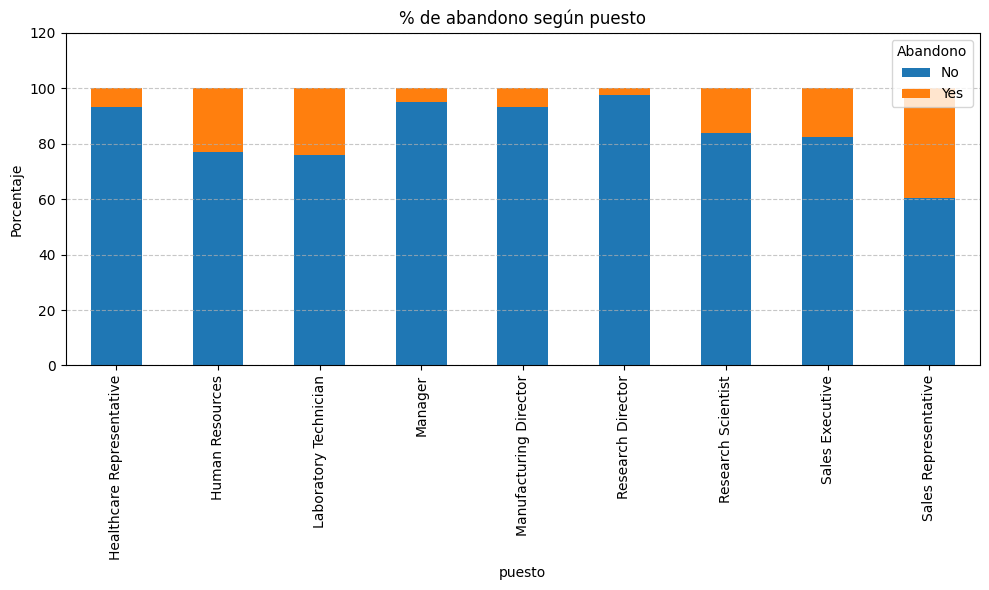 % de abandono según puesto
Porcentaje
120
100
80
60
40
20
0
Abandono
No
Yes
Healthcare Representative
Human Resources
Laboratory Technician
Manager
Manufacturing Director
Research Director
Research Scientist
Sales Executive
Sales Representative
puesto